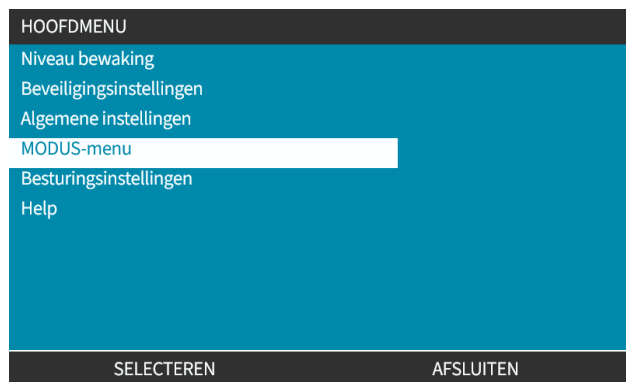 HOOFDMENU
Niveau bewaking
Beveiligingsinstellingen
Algemene instellingen
MODUS-menu
Besturingsinstellingen
Help
SELECTEREN AFSLUITEN